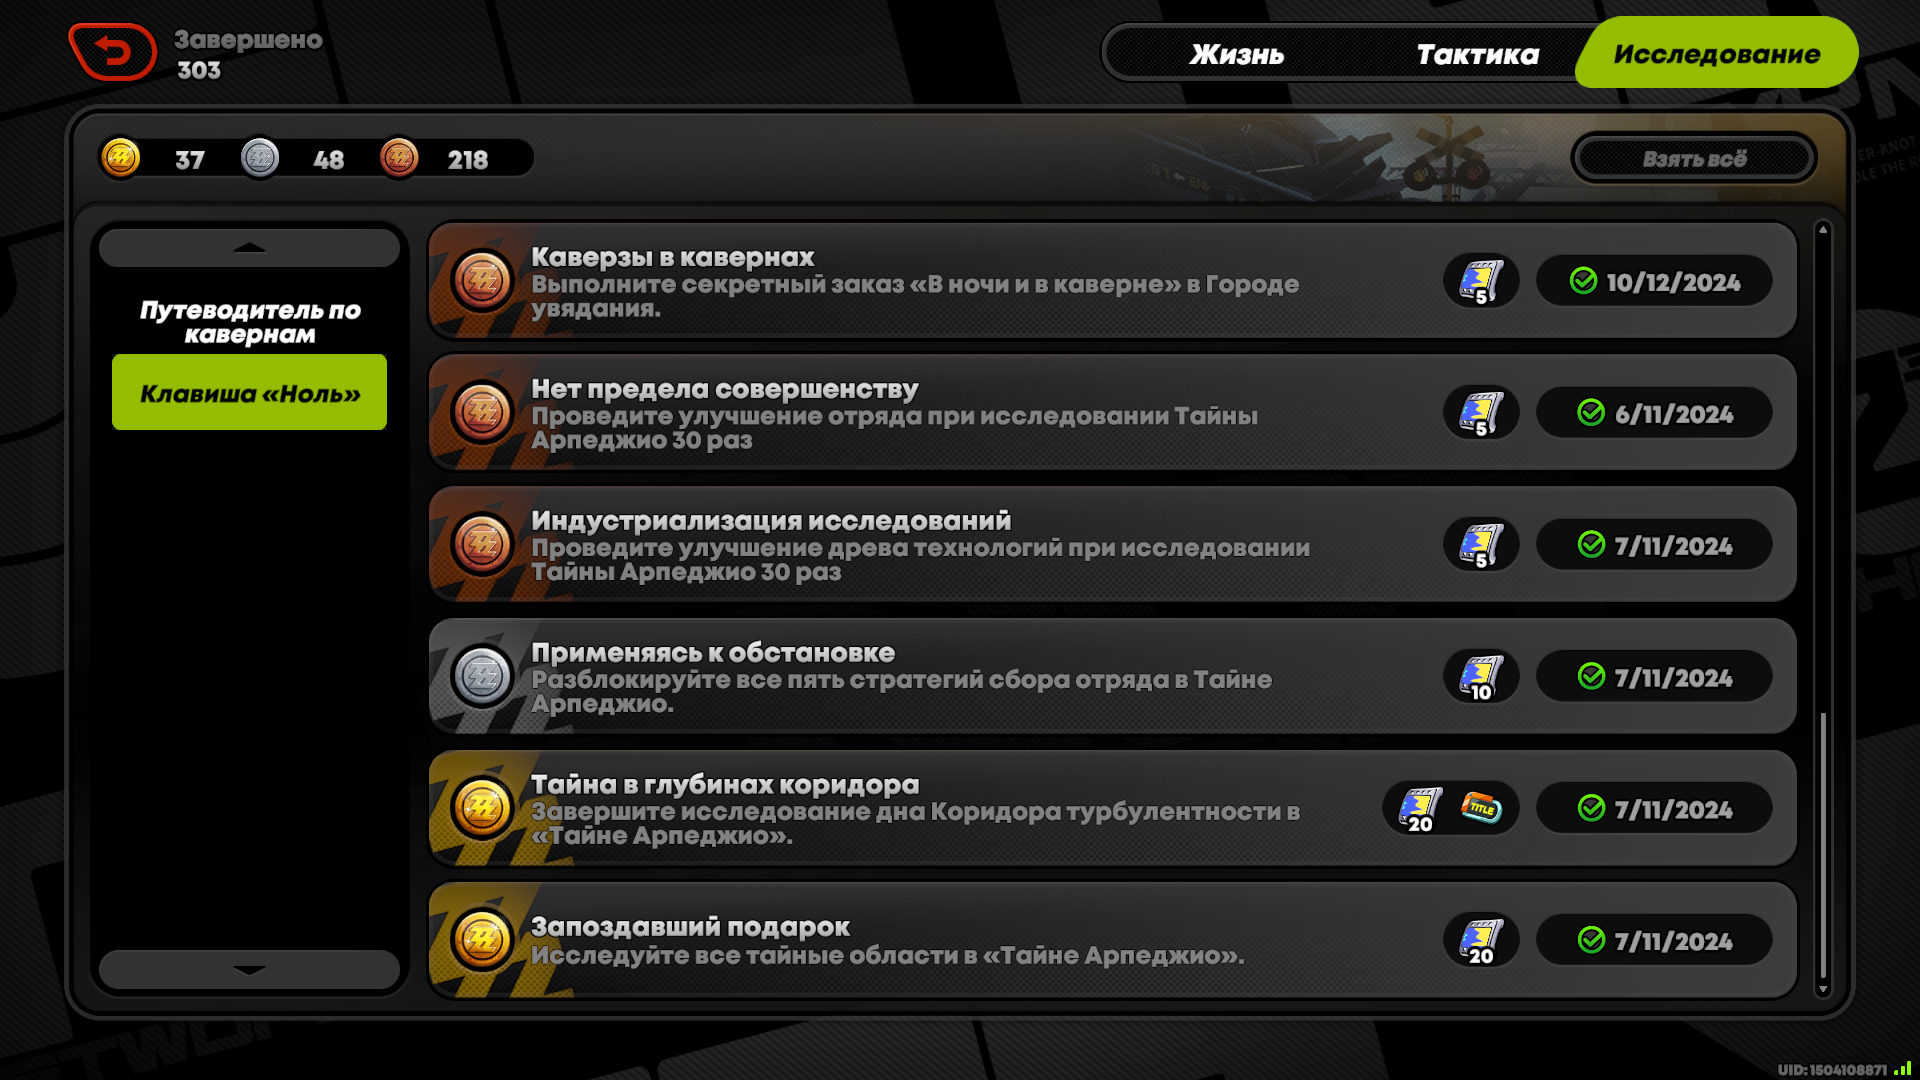 Завершено
303
Жизнь
Тактика
Исследование
37
48
218
Взять всё
Путеводитель по
кавернам
Клавиша «Ноль»
Каверзы в кавернах
Выполните секретный заказ «В ночи и в каверне» в Городе
увядания.
5
10/12/2024
Нет предела совершенству
Проведите улучшение отряда при исследовании Тайны
Арпеджио 30 раз
5
6/11/2024
Индустриализация исследований
Проведите улучшение древа технологий при исследовании
Тайны Арпеджио 30 раз
5
7/11/2024
Применяясь к обстановке
Разблокируйте все пять стратегий сбора отряда в Тайне
Арпеджио.
10
7/11/2024
Тайна в глубинах коридора
Завершите исследование дна Коридора турбулентности в
«Тайне Арпеджио».
20
TITLE
7/11/2024
Запоздавший подарок
Исследуйте все тайные области в «Тайне Арпеджио».
20
7/11/2024
UID: 1504108871